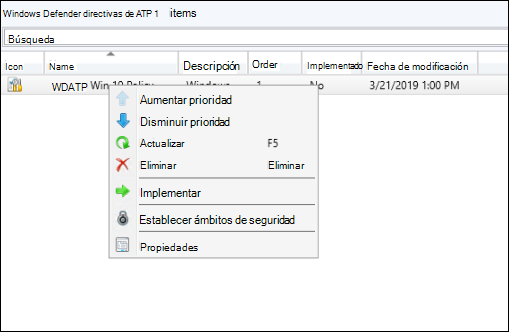 Windows Defender directivas de ATP 1 items
Búsqueda
Icon Name Descripción Order Implementado Fecha de modificación
WDATP Win 10 Policy Windows 1 No 3/21/2019 1:00 PM
Aumentar prioridad
Disminuir prioridad
Actualizar F5
Eliminar Eliminar
Implementar
Establecer ámbitos de seguridad
Propiedades